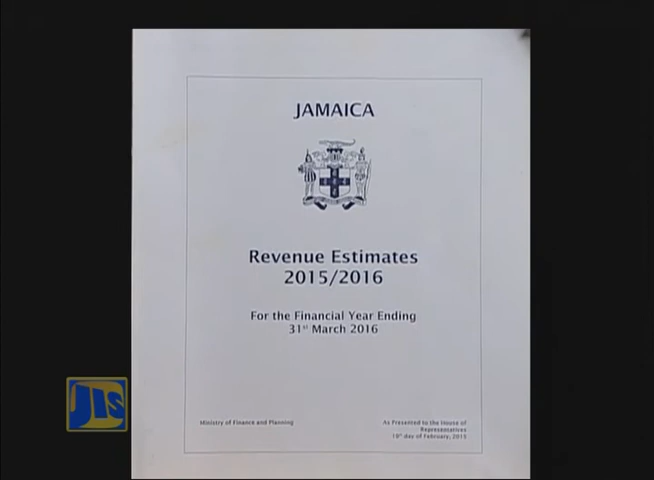 JAMAICA
Revenue Estimates
2015/2016
For the Financial Year Ending
31st March 2016
Ministry of Finance and Planning
As Presented to the House of
Representatives
JIS